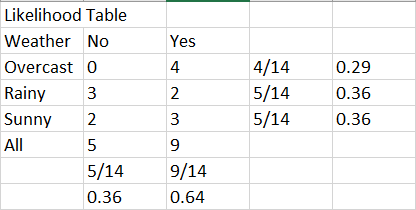 Likelihood Table
Weather No Yes
Overcast 0 4 4/14 0.29
Rainy 3 2 5/14 0.36
Sunny 2 3 5/14 0.36
All 5 9
5/14 9/14
0.36 0.64